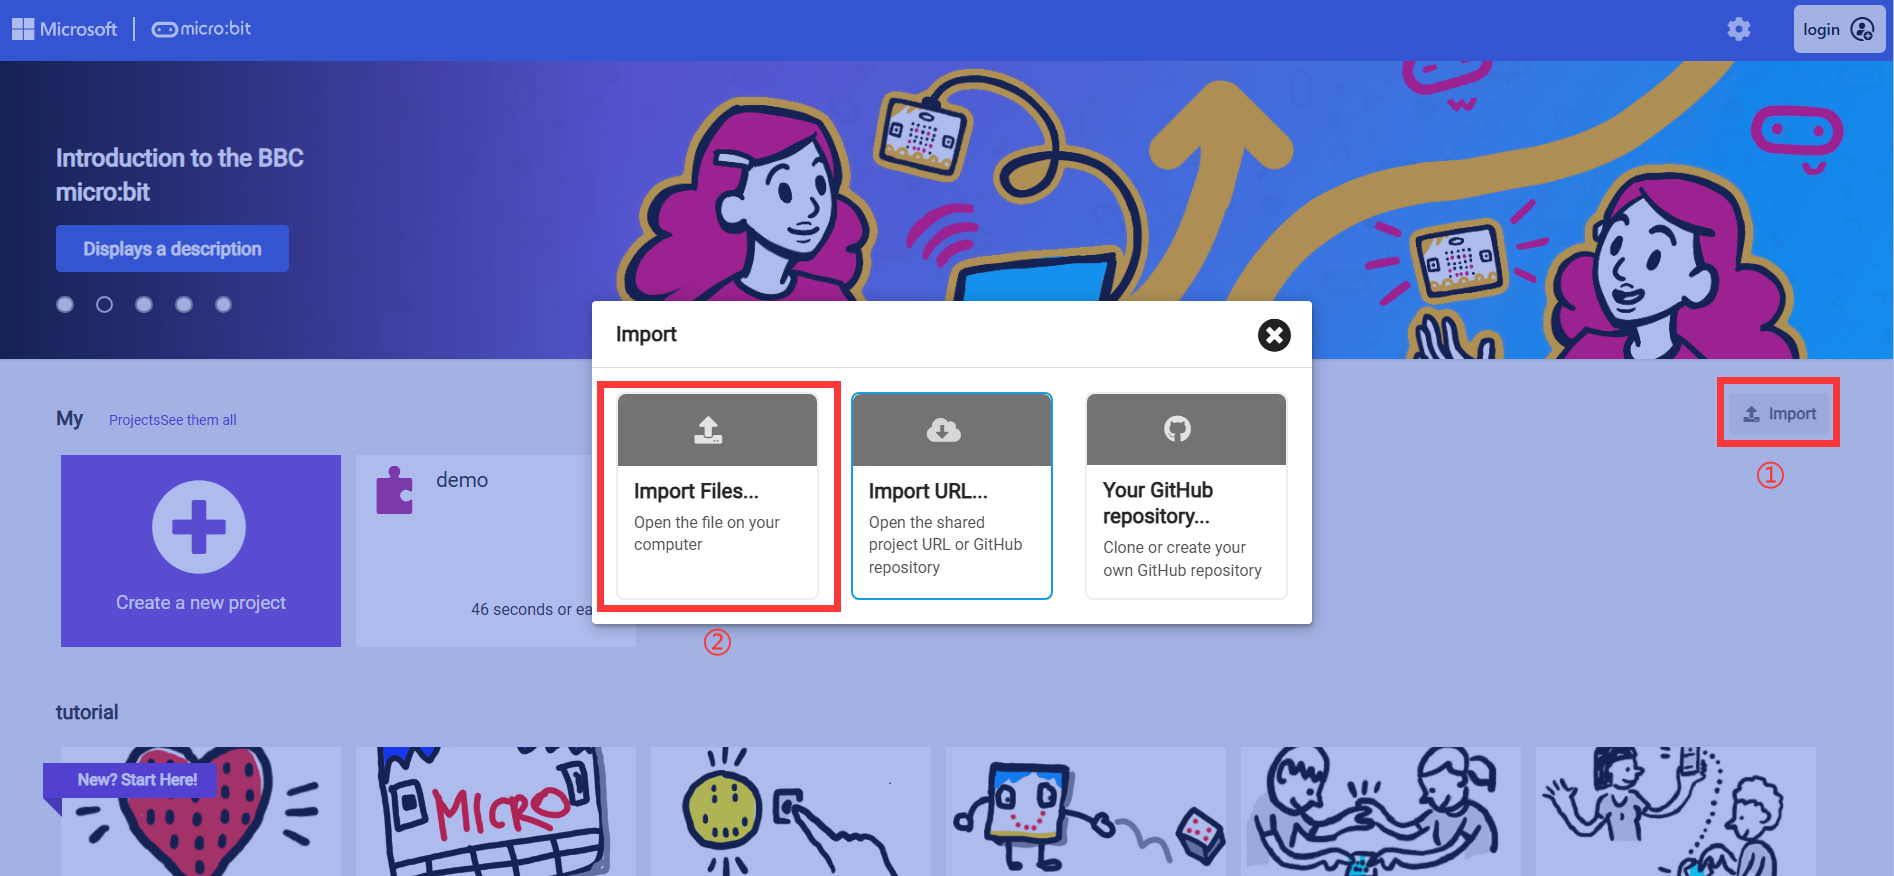 Microsoft
micro:bit
login
Introduction to the BBC
micro:bit
Displays a description
Import
My
ProjectsSee them all
Import
①
Create a new project
demo
46 seconds or ea
Import Files...
Open the file on your
computer
Import URL...
Open the shared
project URL or GitHub
repository
Your GitHub
repository...
Clone or create your
own GitHub repository
②
tutorial
New? Start Here!
MICRO